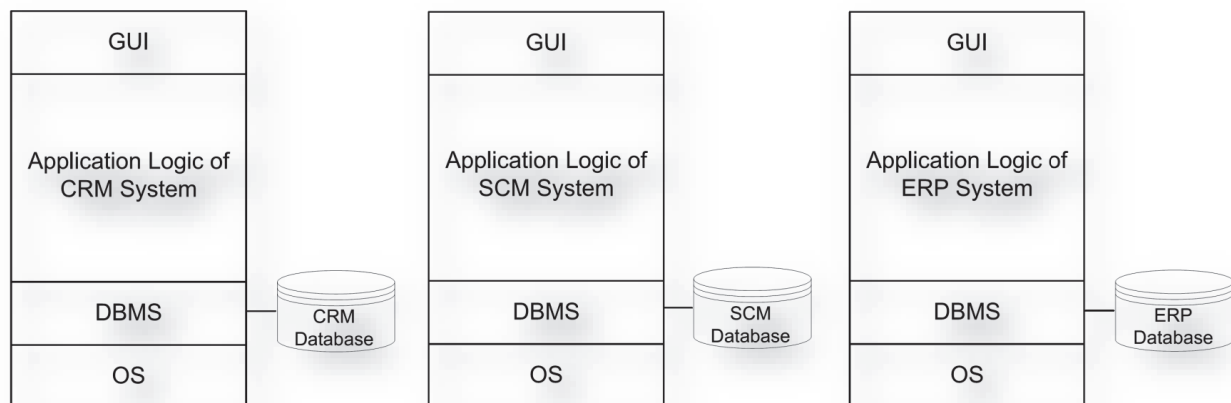 GUI
Application Logic of
CRM System
DBMS
OS
CRM
Database
GUI
Application Logic of
SCM System
DBMS
OS
SCM
Database
GUI
Application Logic of
ERP System
DBMS
OS
ERP
Database